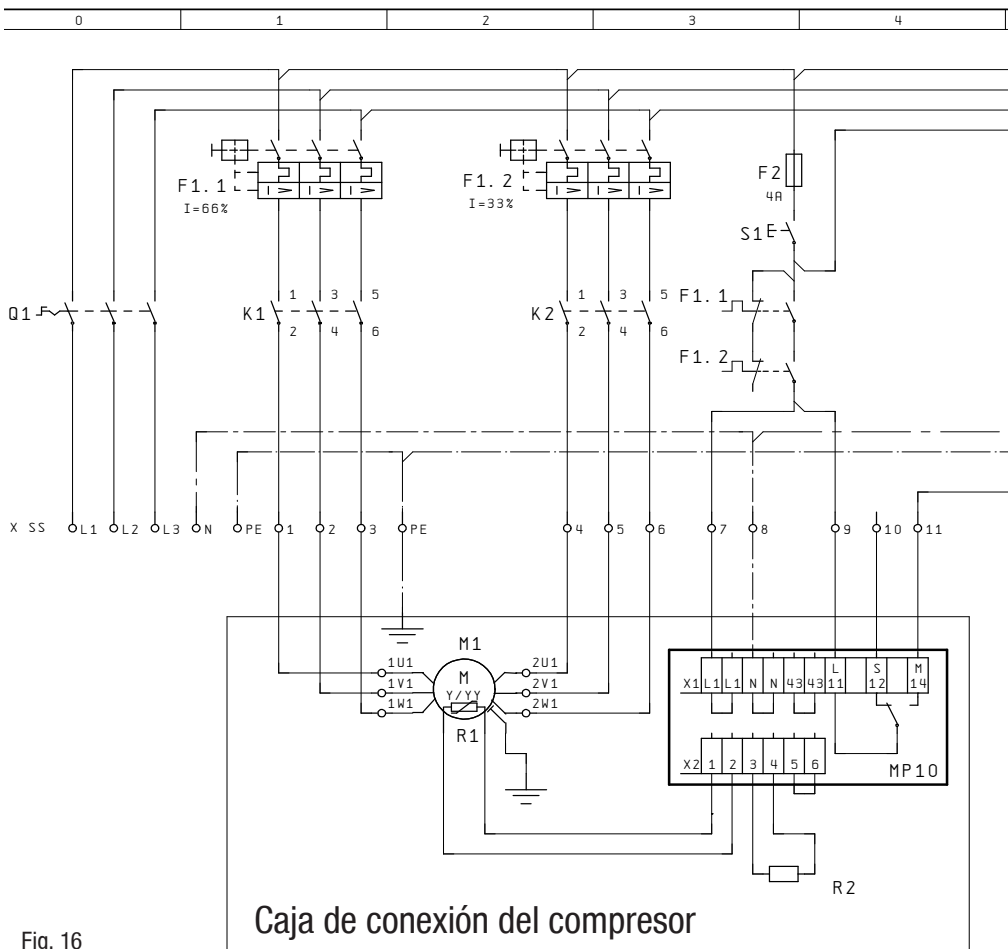 0 1 2 3 4
F1.1
I=66%
F1.2
I=33%
F2
4A
S1
Q1
K1
1 3 5
2 4 6
K2
1 3 5
2 4 6
F1.1
F1.2
X SS L1 L2 L3 N PE 1 2 3 PE 4 5 6 7 8 9 10 11
M1
M
Y/YY
R1
1U1
1V1
1W1
2U1
2V1
2W1
L S M
X1 L1 L1 N N 43 43 11 12 14
X2 1 2 3 4 5 6
MP10
R2
Caja de conexión del compresor
Fig. 16